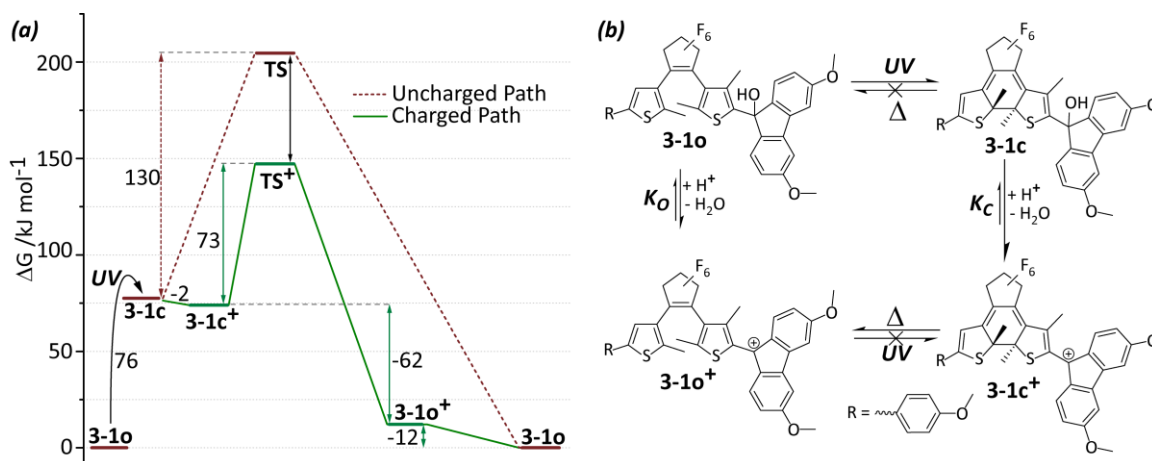 (a)
200
150
100
50
0
ΔG /kJ mol⁻¹
TS
Uncharged Path
Charged Path
130
TS⁺
73
UV
-2
3-1c
3-1c⁺
76
-62
3-1o⁺
-12
3-1o
3-1o
(b)
F₆
O
HO
R
S
S
3-1o
O
UV
Δ
F₆
OH
R
S
S
3-1c
O
O
K_O
+ H⁺
- H₂O
K_C
+ H⁺
- H₂O
F₆
O
R
S
S
+
3-1o⁺
O
Δ
UV
F₆
O
R
S
S
+
3-1c⁺
O
R =
O